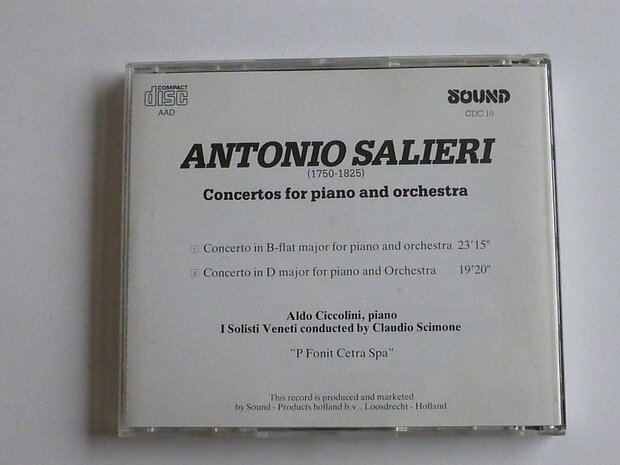 COMPACT
disc
AAD
SOUND
CDC 10
ANTONIO SALIERI
(1750-1825)
Concertos for piano and orchestra
1 Concerto in B-flat major for piano and orchestra 23'15"
2 Concerto in D major for piano and Orchestra 19'20"
Aldo Ciccolini, piano
I Solisti Veneti conducted by Claudio Scimone
"P Fonit Cetra Spa"
This record is produced and marketed
by Sound - Products holland b.v.. Loosdrecht - Holland